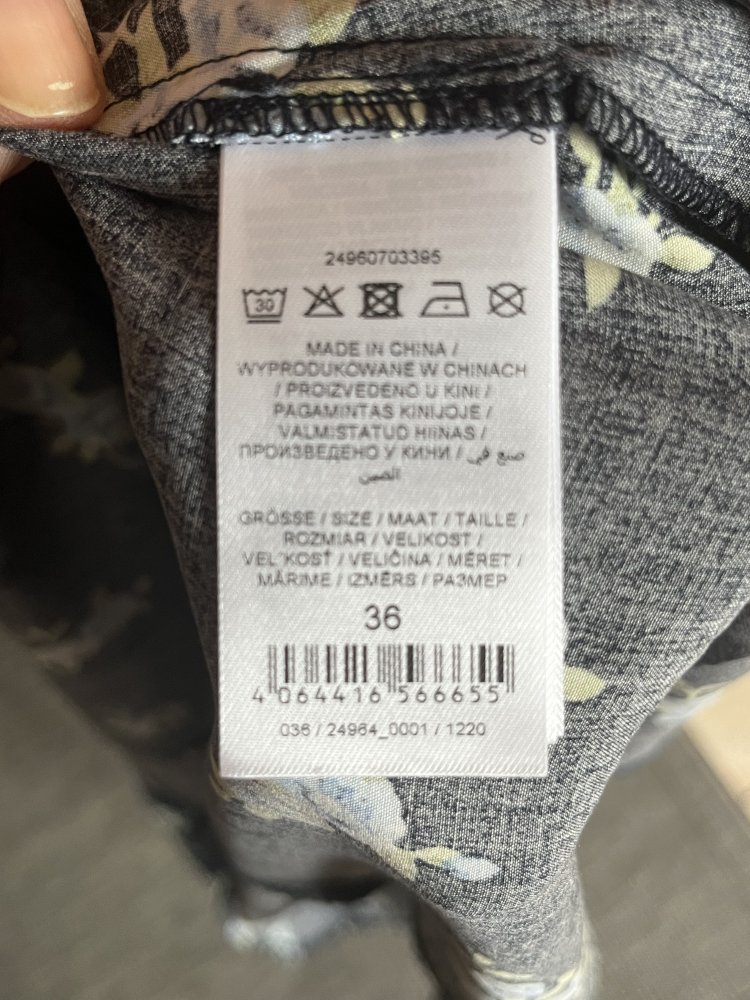 24960703395
30
MADE IN CHINA /
WYPRODUKOWANE W CHINACH
/ PROIZVEDENO U KINI /
PAGAMINTAS KINIJOJE /
VALMISTATUD HIINAS /
ПРОИЗВЕДЕНО У КИНИ / صنع في
الصين
GRÖSSE / SIZE / MAAT / TAILLE /
ROZMIAR / VELIKOST /
VEĽKOSŤ / VELIČINA / MÉRET /
MĂRIME / IZMĒRS / РАЗМЕР
36
4 064416 566655
036 / 24964_0001 / 1220